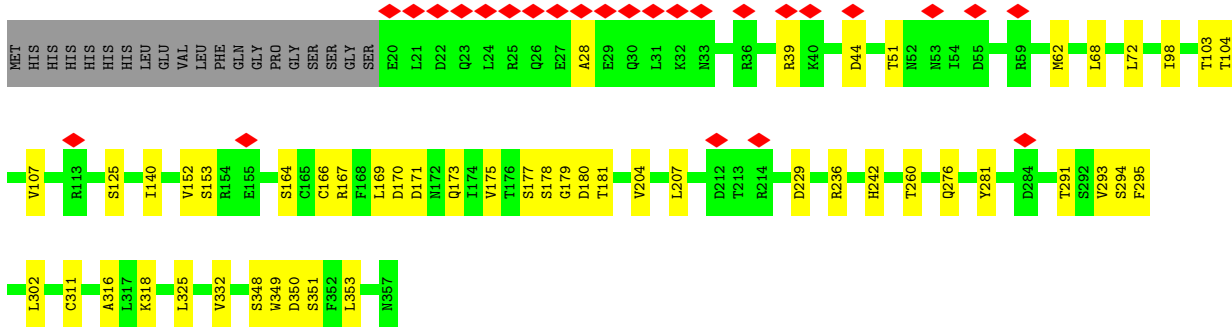 MET HIS HIS HIS HIS HIS HIS LEU GLU VAL LEU PHE GLN GLY PRO GLY SER SER GLY SER E20 L21 D22 Q23 L24 R25 Q26 E27 A28 E29 Q30 L31 K32 N33 R36 R39 K40 D44 T51 N52 N53 I54 D55 R59 M62 L68 L72 I98 T103 T104
V107 R113 S125 I140 V152 S153 R154 E155 S164 C165 C166 R167 F168 L169 D170 D171 N172 Q173 I174 V175 T176 S177 S178 G179 D180 T181 V204 L207 D212 T213 R214 D229 R236 H242 T260 Q276 Y281 D284 T291 S292 V293 S294 F295
L302 C311 A316 L317 K318 L325 V332 S348 W349 D350 S351 F352 L353 N357